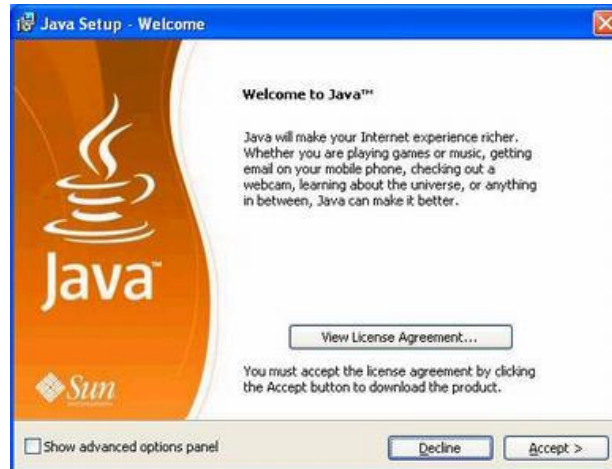 Java Setup - Welcome
Welcome to Java™
Java will make your Internet experience richer.
Whether you are playing games or music, getting
email on your mobile phone, checking out a
webcam, learning about the universe, or anything
in between, Java can make it better.
Java™
View License Agreement...
You must accept the license agreement by clicking
the Accept button to download the product.
Sun
Show advanced options panel
Decline
Accept >